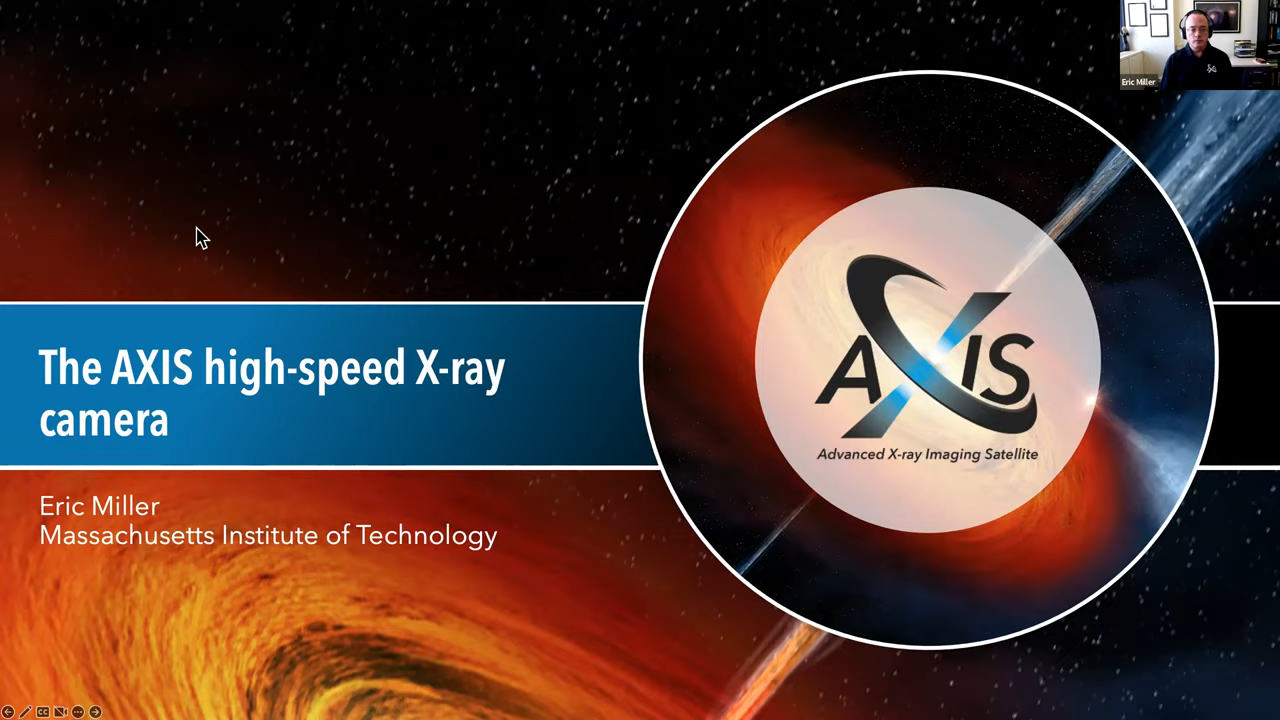 Eric Miller
The AXIS high-speed X-ray
camera
AXIS
Advanced X-ray Imaging Satellite
Eric Miller
Massachusetts Institute of Technology
CC